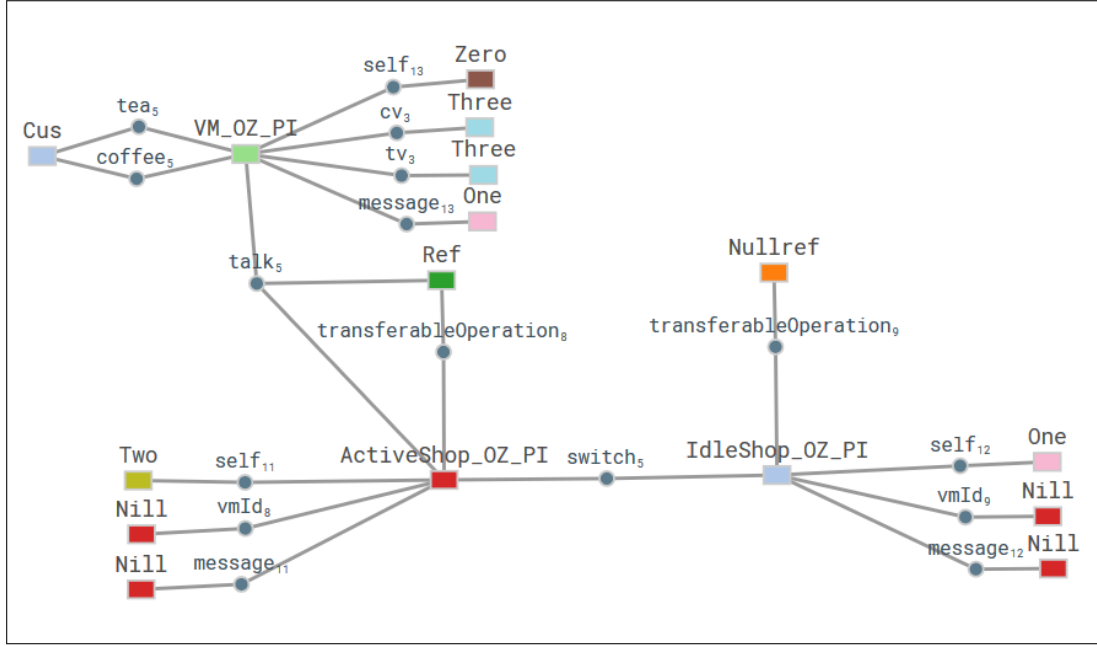 Zero
self₁₃
Three
cv₃
tea₅
VM_OZ_PI
Cus
Three
coffee₅
tv₃
One
message₁₃
Ref
Nullref
talk₅
transferableOperation₈
transferableOperation₉
Two
self₁₁
ActiveShop_OZ_PI
switch₅
IdleShop_OZ_PI
self₁₂
One
Nill
vmId₈
vmId₉
Nill
Nill
message₁₁
message₁₂
Nill